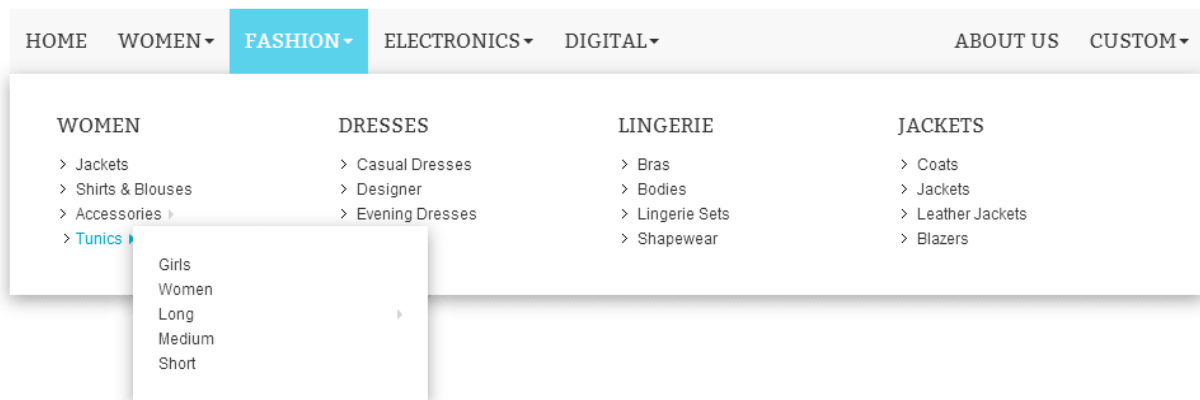 HOME WOMEN FASHION ELECTRONICS DIGITAL ABOUT US CUSTOM
WOMEN
Jackets
Shirts & Blouses
Accessories
Tunics
Girls
Women
Long
Medium
Short
DRESSES
Casual Dresses
Designer
Evening Dresses
LINGERIE
Bras
Bodies
Lingerie Sets
Shapewear
JACKETS
Coats
Jackets
Leather Jackets
Blazers